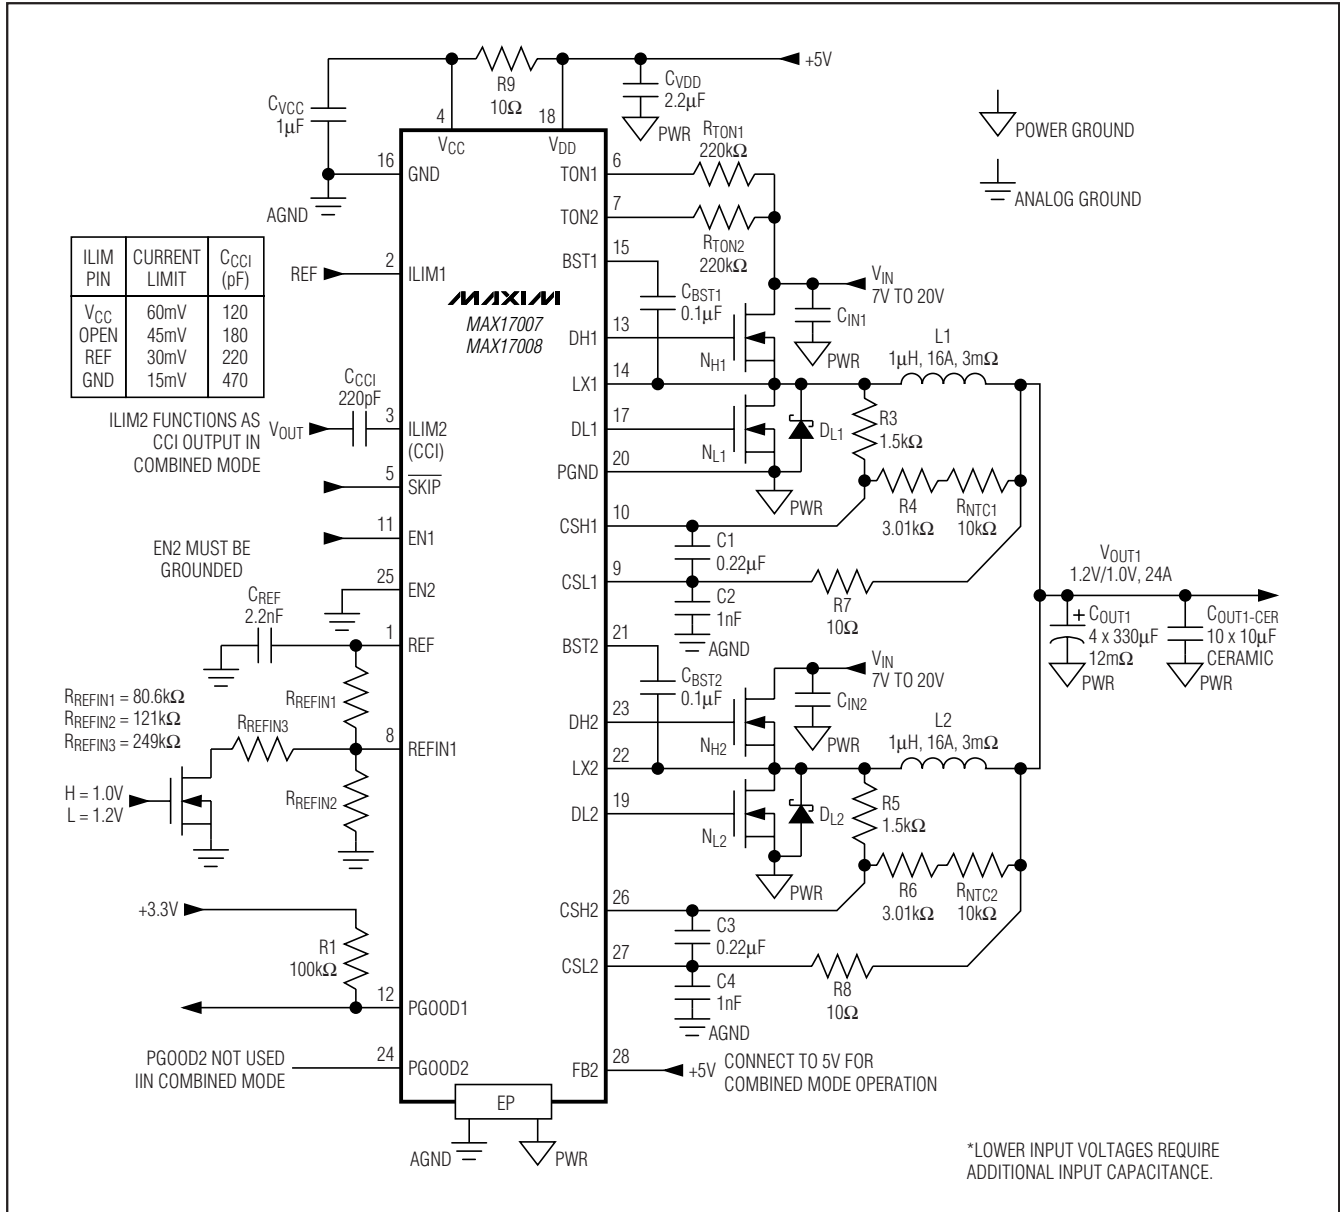 +5V
R9
10Ω
CVDD
2.2µF
PWR
CVCC
1µF
4
18
VCC
VDD
16
GND
AGND
RTON1
220kΩ
6
TON1
7
TON2
RTON2
220kΩ
POWER GROUND
ANALOG GROUND
ILIM PIN
CURRENT LIMIT
CCCI (pF)
VCC 60mV 120
OPEN 45mV 180
REF 30mV 220
GND 15mV 470
REF
2
ILIM1
MAXIM
MAX17007
MAX17008
15
BST1
CBST1
0.1µF
VIN
7V TO 20V
CIN1
PWR
13
DH1
NH1
14
LX1
L1
1µH, 16A, 3mΩ
CCCI
220pF
ILIM2 FUNCTIONS AS
CCI OUTPUT IN
COMBINED MODE
VOUT
3
ILIM2
(CCI)
17
DL1
NL1
DL1
R3
1.5kΩ
20
PGND
PWR
R4
3.01kΩ
RNTC1
10kΩ
5
SKIP
10
CSH1
11
EN1
C1
0.22µF
9
CSL1
R7
10Ω
C2
1nF
AGND
EN2 MUST BE
GROUNDED
25
EN2
CREF
2.2nF
1
REF
VOUT1
1.2V/1.0V, 24A
+
COUT1
4 x 330µF
12mΩ
PWR
COUT1-CER
10 x 10µF
CERAMIC
PWR
21
BST2
CBST2
0.1µF
VIN
7V TO 20V
CIN2
PWR
RREFIN1 = 80.6kΩ
RREFIN2 = 121kΩ
RREFIN3 = 249kΩ
RREFIN1
RREFIN3
8
REFIN1
RREFIN2
H = 1.0V
L = 1.2V
23
DH2
NH2
22
LX2
L2
1µH, 16A, 3mΩ
19
DL2
NL2
DL2
R5
1.5kΩ
PWR
R6
3.01kΩ
RNTC2
10kΩ
+3.3V
R1
100kΩ
26
CSH2
C3
0.22µF
27
CSL2
R8
10Ω
C4
1nF
AGND
12
PGOOD1
PGOOD2 NOT USED
IIN COMBINED MODE
24
PGOOD2
28
FB2
+5V
CONNECT TO 5V FOR
COMBINED MODE OPERATION
EP
AGND
PWR
*LOWER INPUT VOLTAGES REQUIRE
ADDITIONAL INPUT CAPACITANCE.